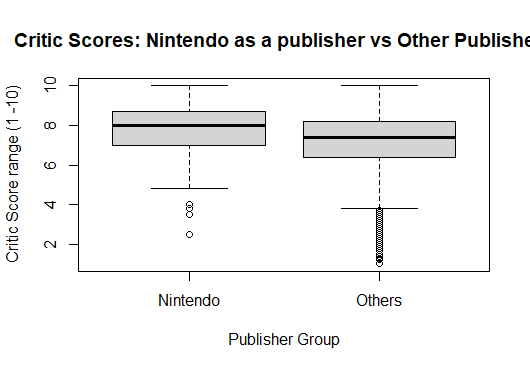 Critic Scores: Nintendo as a publisher vs Other Publishe
Critic Score range (1 -10)
10
8
6
4
2
Nintendo Others
Publisher Group